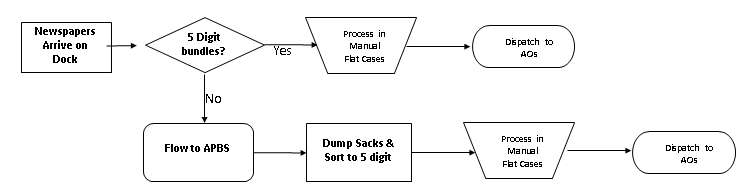 Newspapers
Arrive on
Dock
5 Digit
bundles?
Yes
Process in
Manual
Flat Cases
Dispatch to
AOs
No
Flow to APBS
Dump Sacks &
Sort to 5 digit
Process in
Manual
Flat Cases
Dispatch to
AOs